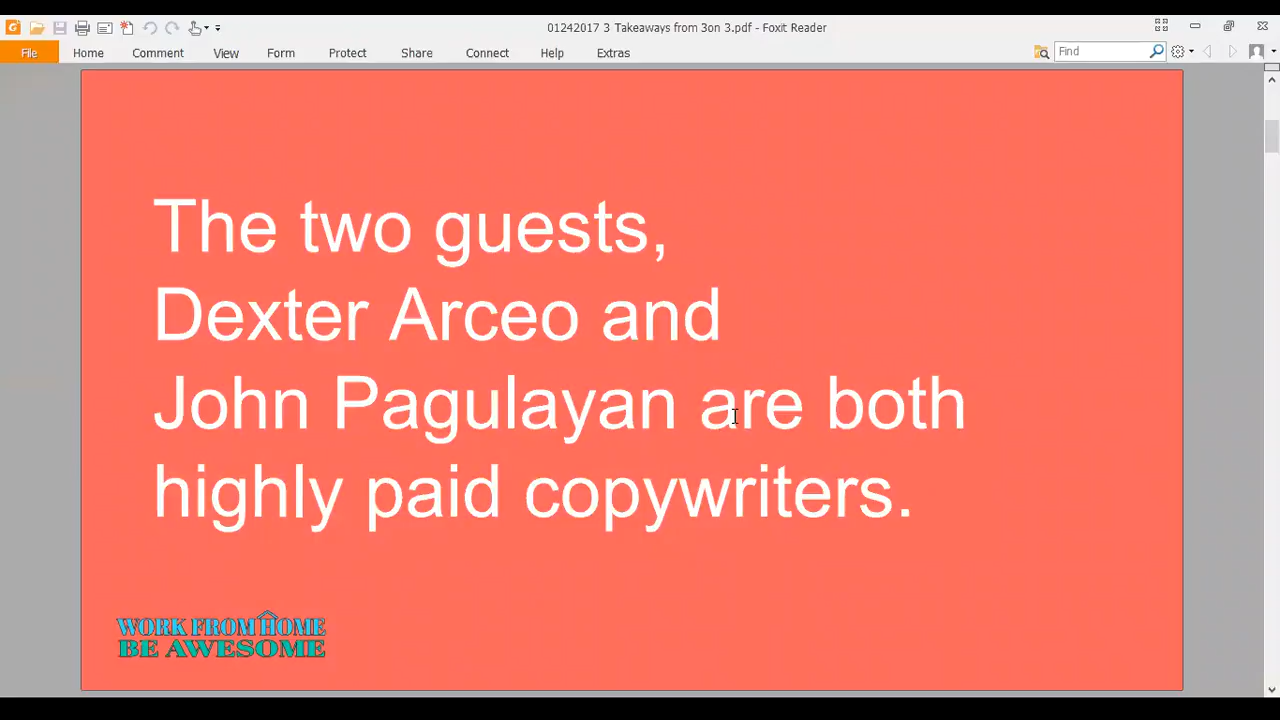 01242017 3 Takeaways from 3on 3.pdf - Foxit Reader
File Home Comment View Form Protect Share Connect Help Extras Find
The two guests,
Dexter Arceo and
John Pagulayan are both
highly paid copywriters.
WORK FROM HOME
BE AWESOME